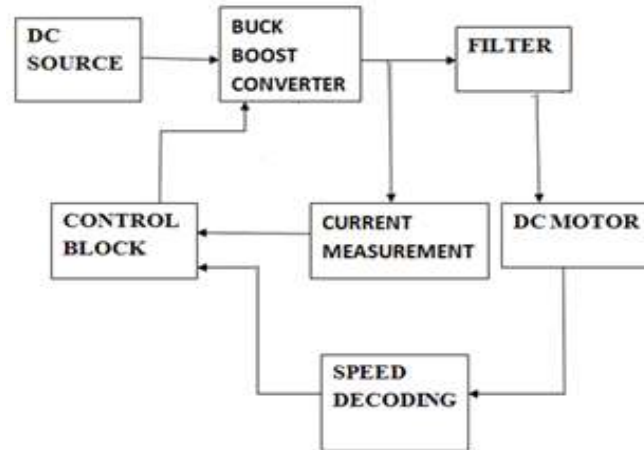 DC
SOURCE
BUCK
BOOST
CONVERTER
FILTER
CONTROL
BLOCK
CURRENT
MEASUREMENT
DC MOTOR
SPEED
DECODING